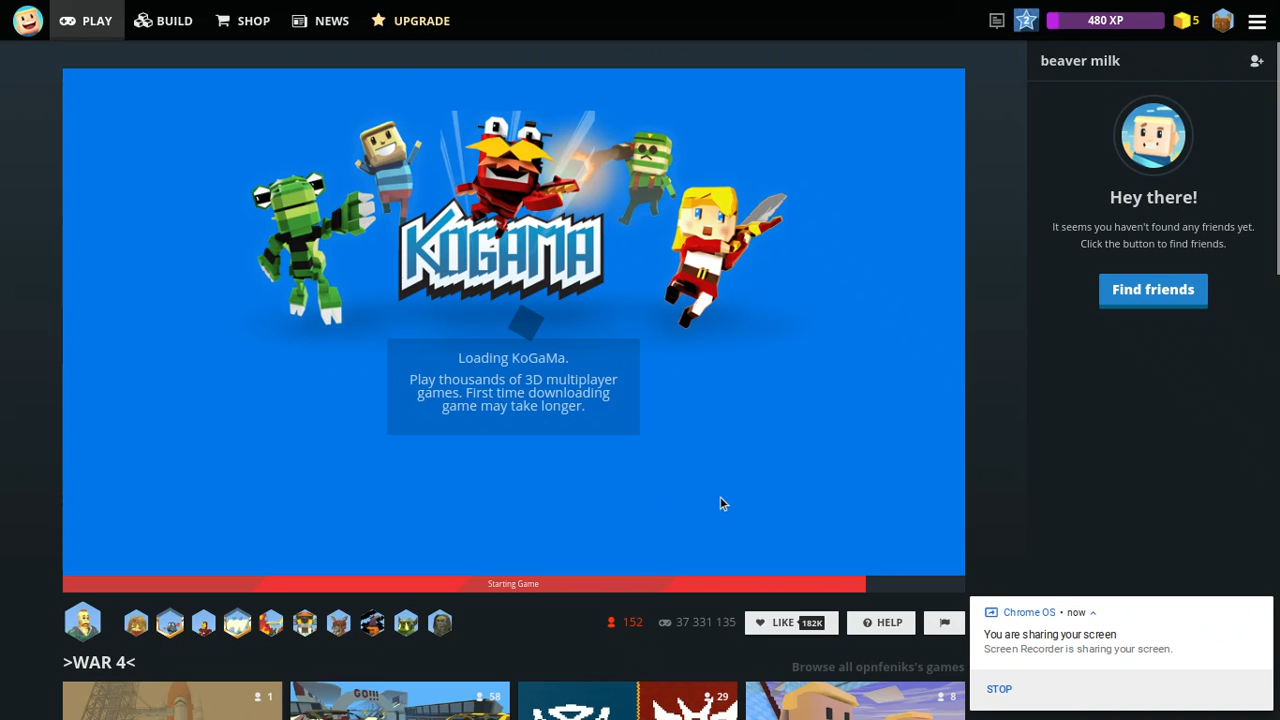 PLAY BUILD SHOP NEWS UPGRADE 2 480 XP 5
beaver milk
KOGAMA
Hey there!
It seems you haven't found any friends yet.
Click the button to find friends.
Find friends
Loading KoGaMa.
Play thousands of 3D multiplayer
games. First time downloading
game may take longer.
Starting Game
152 37 331 135 LIKE 182K HELP
Chrome OS • now
You are sharing your screen
Screen Recorder is sharing your screen.
STOP
>WAR 4<
Browse all opnfeniks's games
1 GO!!! 58 29 8